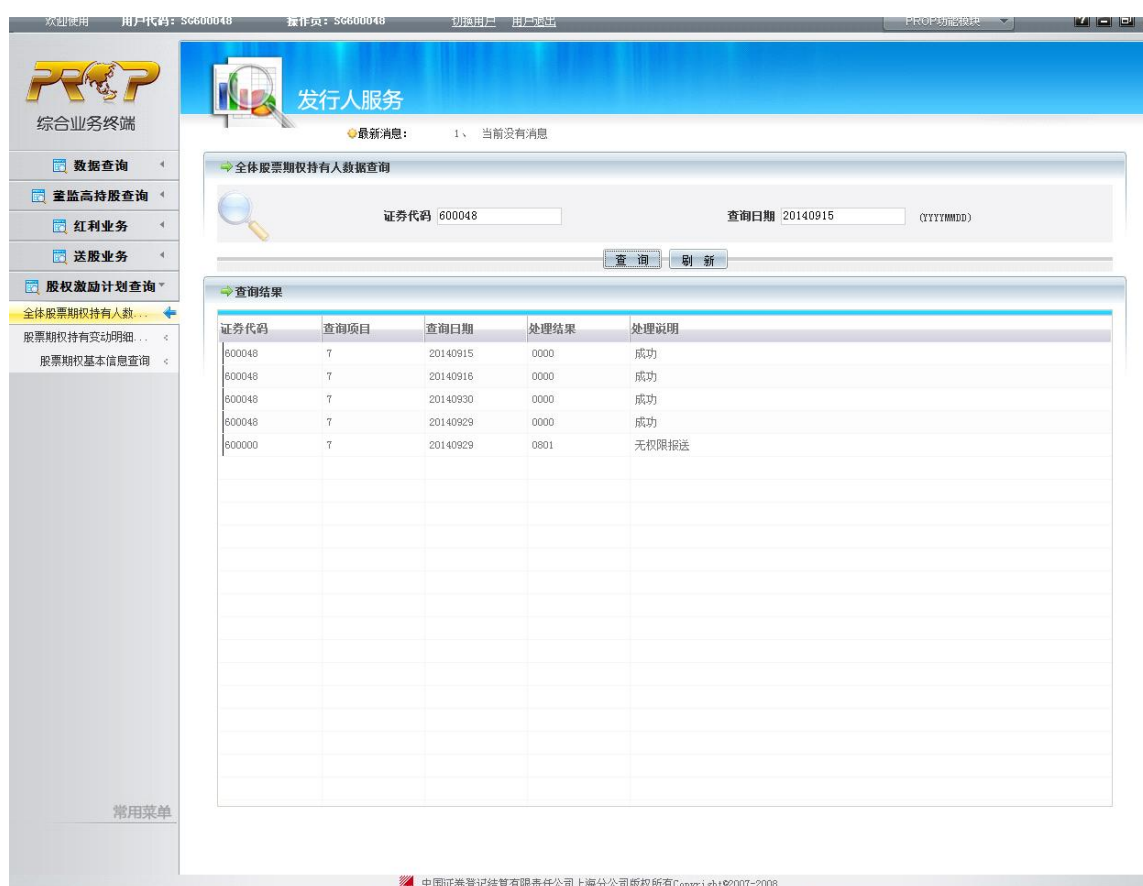 欢迎使用 用户代码: SG600048 操作员: SG600048 切换用户 用户退出 PROP功能模块
PROP
综合业务终端
发行人服务
最新消息: 1、 当前没有消息
数据查询
董监高持股查询
红利业务
送股业务
股权激励计划查询
全体股票期权持有人数...
股票期权持有变动明细...
股票期权基本信息查询
全体股票期权持有人数据查询
证券代码 600048 查询日期 20140915 (YYYYMMDD)
查 询 刷 新
查询结果
证券代码 查询项目 查询日期 处理结果 处理说明
600048 7 20140915 0000 成功
600048 7 20140916 0000 成功
600048 7 20140930 0000 成功
600048 7 20140929 0000 成功
600000 7 20140929 0801 无权限报送
常用菜单
中国证券登记结算有限责任公司上海分公司版权所有Copyright©2007-2008